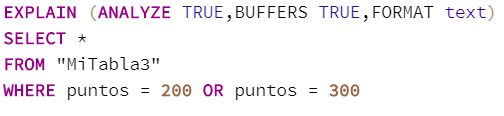 EXPLAIN (ANALYZE TRUE,BUFFERS TRUE,FORMAT text)
SELECT *
FROM "MiTabla3"
WHERE puntos = 200 OR puntos = 300